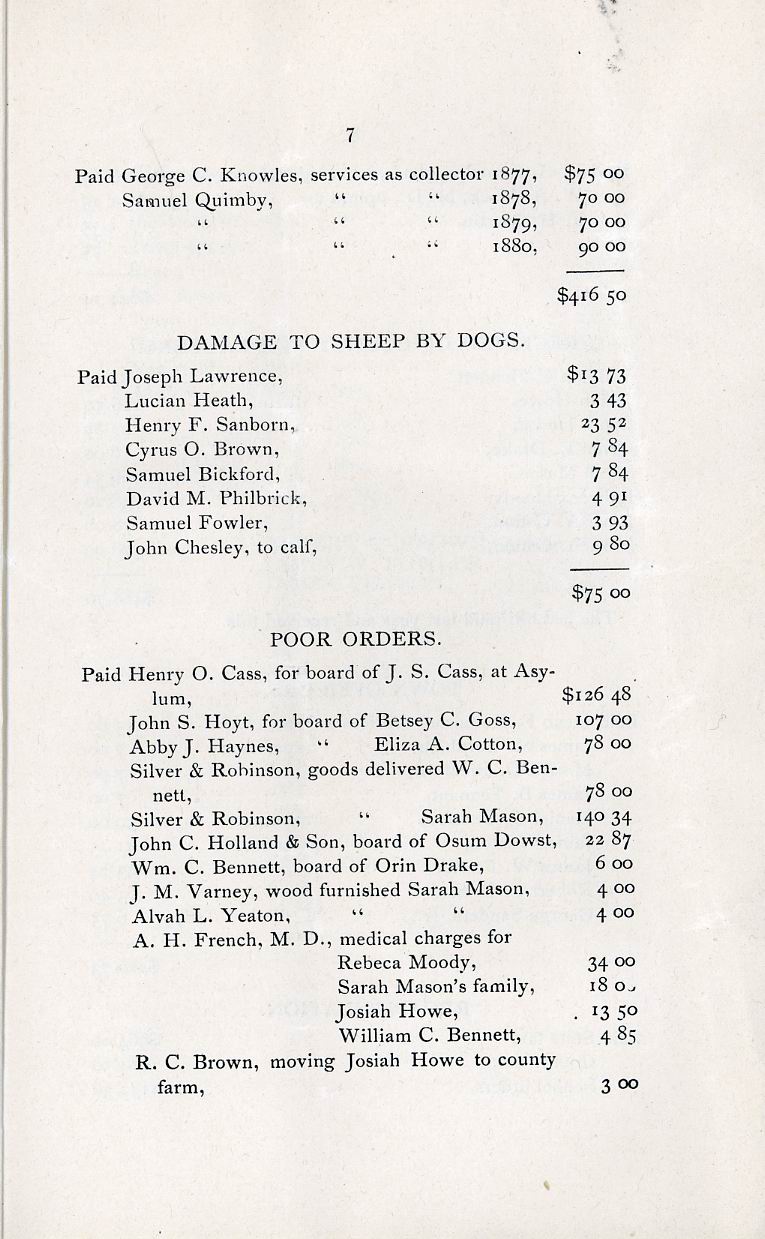 7
Paid George C. Knowles, services as collector 1877, $75 00
Samuel Quimby, “ “ 1878, 70 00
“ “ “ 1879, 70 00
“ “ “ 1880, 90 00
$416 50
DAMAGE TO SHEEP BY DOGS.
Paid Joseph Lawrence, $13 73
Lucian Heath, 3 43
Henry F. Sanborn, 23 52
Cyrus O. Brown, 7 84
Samuel Bickford, 7 84
David M. Philbrick, 4 91
Samuel Fowler, 3 93
John Chesley, to calf, 9 80
$75 00
POOR ORDERS.
Paid Henry O. Cass, for board of J. S. Cass, at Asy-
lum, $126 48
John S. Hoyt, for board of Betsey C. Goss, 107 00
Abby J. Haynes, “ Eliza A. Cotton, 78 00
Silver & Robinson, goods delivered W. C. Ben-
nett, 78 00
Silver & Robinson, “ Sarah Mason, 140 34
John C. Holland & Son, board of Osum Dowst, 22 87
Wm. C. Bennett, board of Orin Drake, 6 00
J. M. Varney, wood furnished Sarah Mason, 4 00
Alvah L. Yeaton, “ “ 4 00
A. H. French, M. D., medical charges for
Rebeca Moody, 34 00
Sarah Mason's family, 18
Josiah Howe, 13 50
William C. Bennett, 4 85
R. C. Brown, moving Josiah Howe to county
farm, 3 00